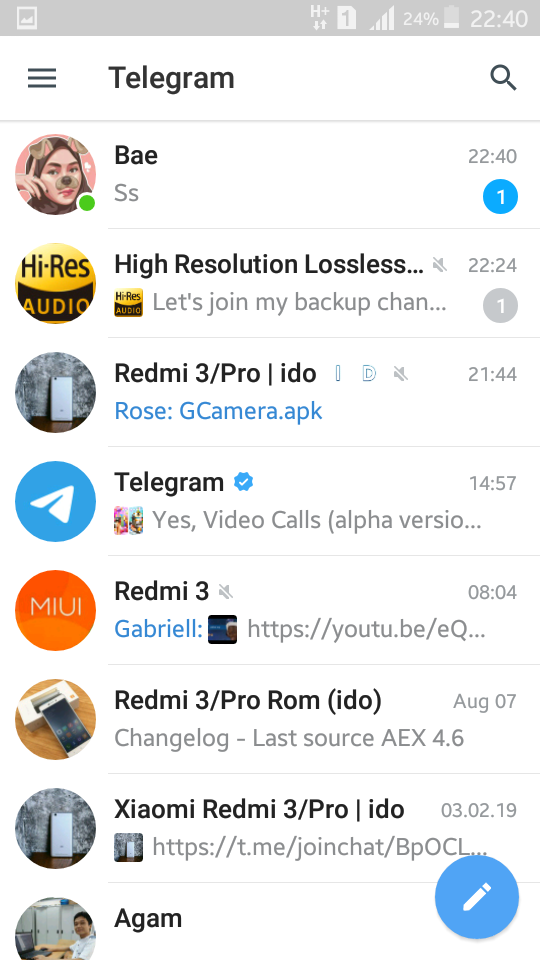 H+ 1 24% 22:40
Telegram
Bae 22:40
Ss 1
Hi-Res AUDIO
High Resolution Lossless... 22:24
Hi-Res AUDIO Let's join my backup chan... 1
Redmi 3/Pro | ido I D 21:44
Rose: GCamera.apk
Telegram 14:57
Yes, Video Calls (alpha versio...
MIUI
Redmi 3 08:04
Gabriell: https://youtu.be/eQ...
Redmi 3/Pro Rom (ido) Aug 07
Changelog - Last source AEX 4.6
Xiaomi Redmi 3/Pro | ido 03.02.19
https://t.me/joinchat/BpOCL...
Agam